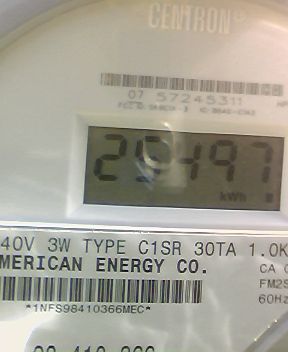 CENTRON®
07 57245311
29497
kWh
40V 3W TYPE C1SR 30TA 1.0K
MERICAN ENERGY CO.
CA
FM2S
60Hz
*1NFS98410366MEC*